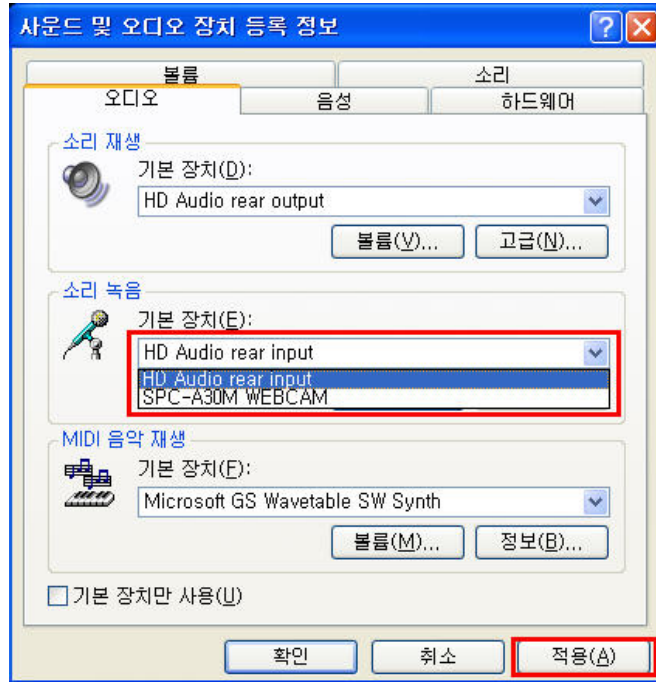 사운드 및 오디오 장치 등록 정보
볼륨 소리
오디오 음성 하드웨어
소리 재생
기본 장치(D):
HD Audio rear output
볼륨(V)... 고급(N)...
소리 녹음
기본 장치(E):
HD Audio rear input
HD Audio rear input
SPC-A30M WEBCAM
MIDI 음악 재생
기본 장치(F):
Microsoft GS Wavetable SW Synth
볼륨(M)... 정보(B)...
기본 장치만 사용(U)
확인 취소 적용(A)